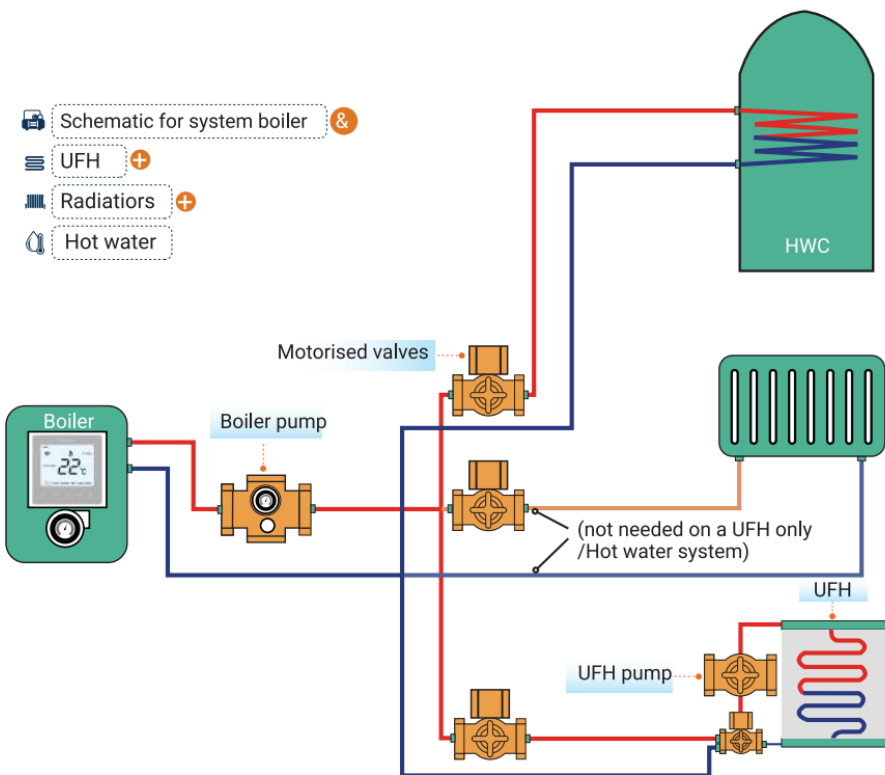 Schematic for system boiler &
UFH +
Radiatiors +
Hot water
HWC
Motorised valves
Boiler
22°C
Boiler pump
(not needed on a UFH only
/Hot water system)
UFH
UFH pump